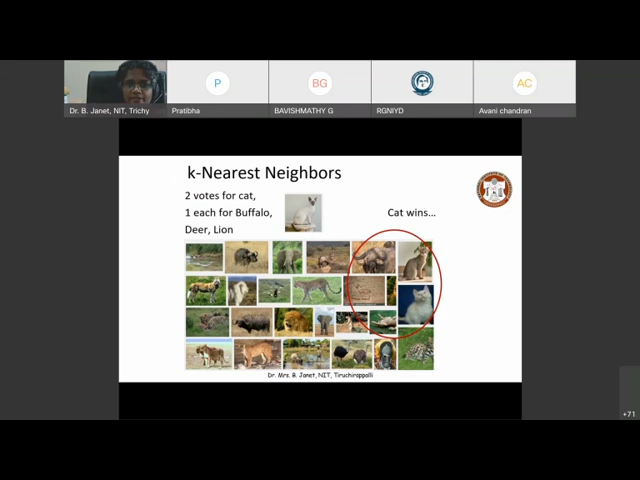 P
BG
AC
Dr. B. Janet, NIT, Trichy
Pratibha
BAVISHMATHY G
RGNIYD
Avani chandran
k-Nearest Neighbors
2 votes for cat,
1 each for Buffalo,
Deer, Lion
Cat wins…
Dr. Mrs. B. Janet, NIT, Tiruchirappalli
+71